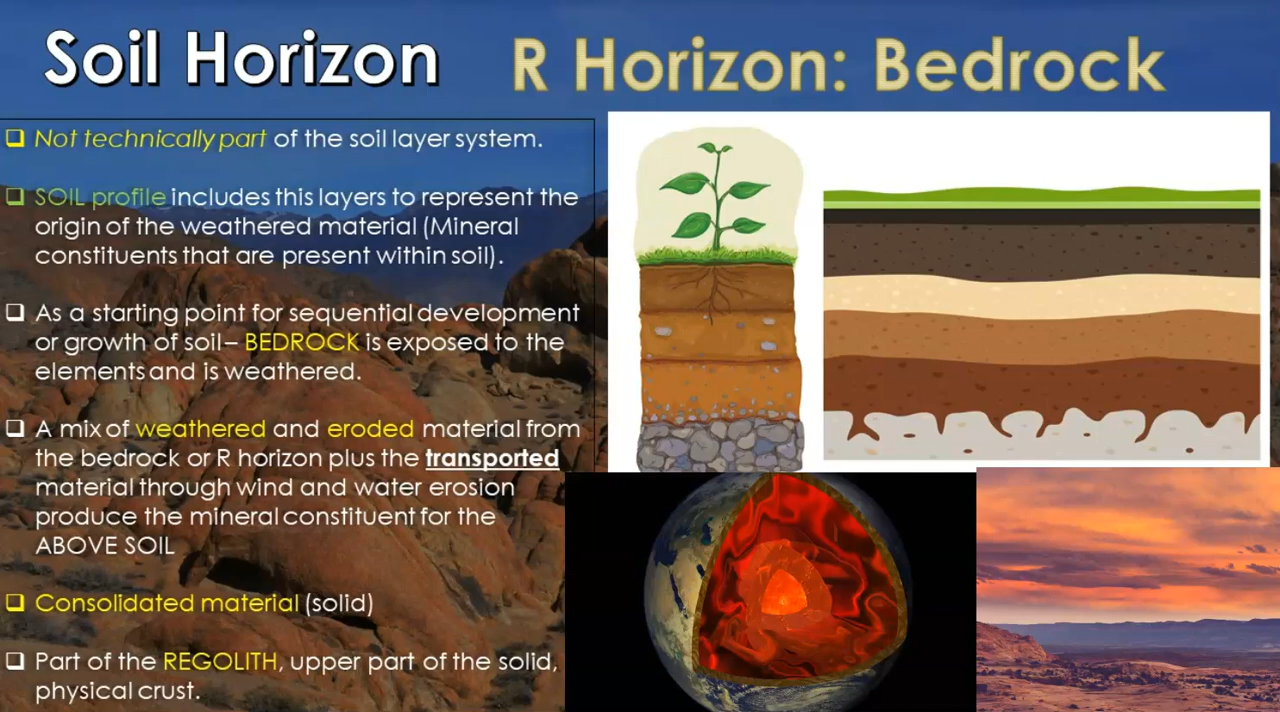 Soil Horizon
R Horizon: Bedrock
Not technically part of the soil layer system.
SOIL profile includes this layers to represent the
origin of the weathered material (Mineral
constituents that are present within soil).
As a starting point for sequential development
or growth of soil – BEDROCK is exposed to the
elements and is weathered.
A mix of weathered and eroded material from
the bedrock or R horizon plus the transported
material through wind and water erosion
produce the mineral constituent for the
ABOVE SOIL
Consolidated material (solid)
Part of the REGOLITH, upper part of the solid,
physical crust.